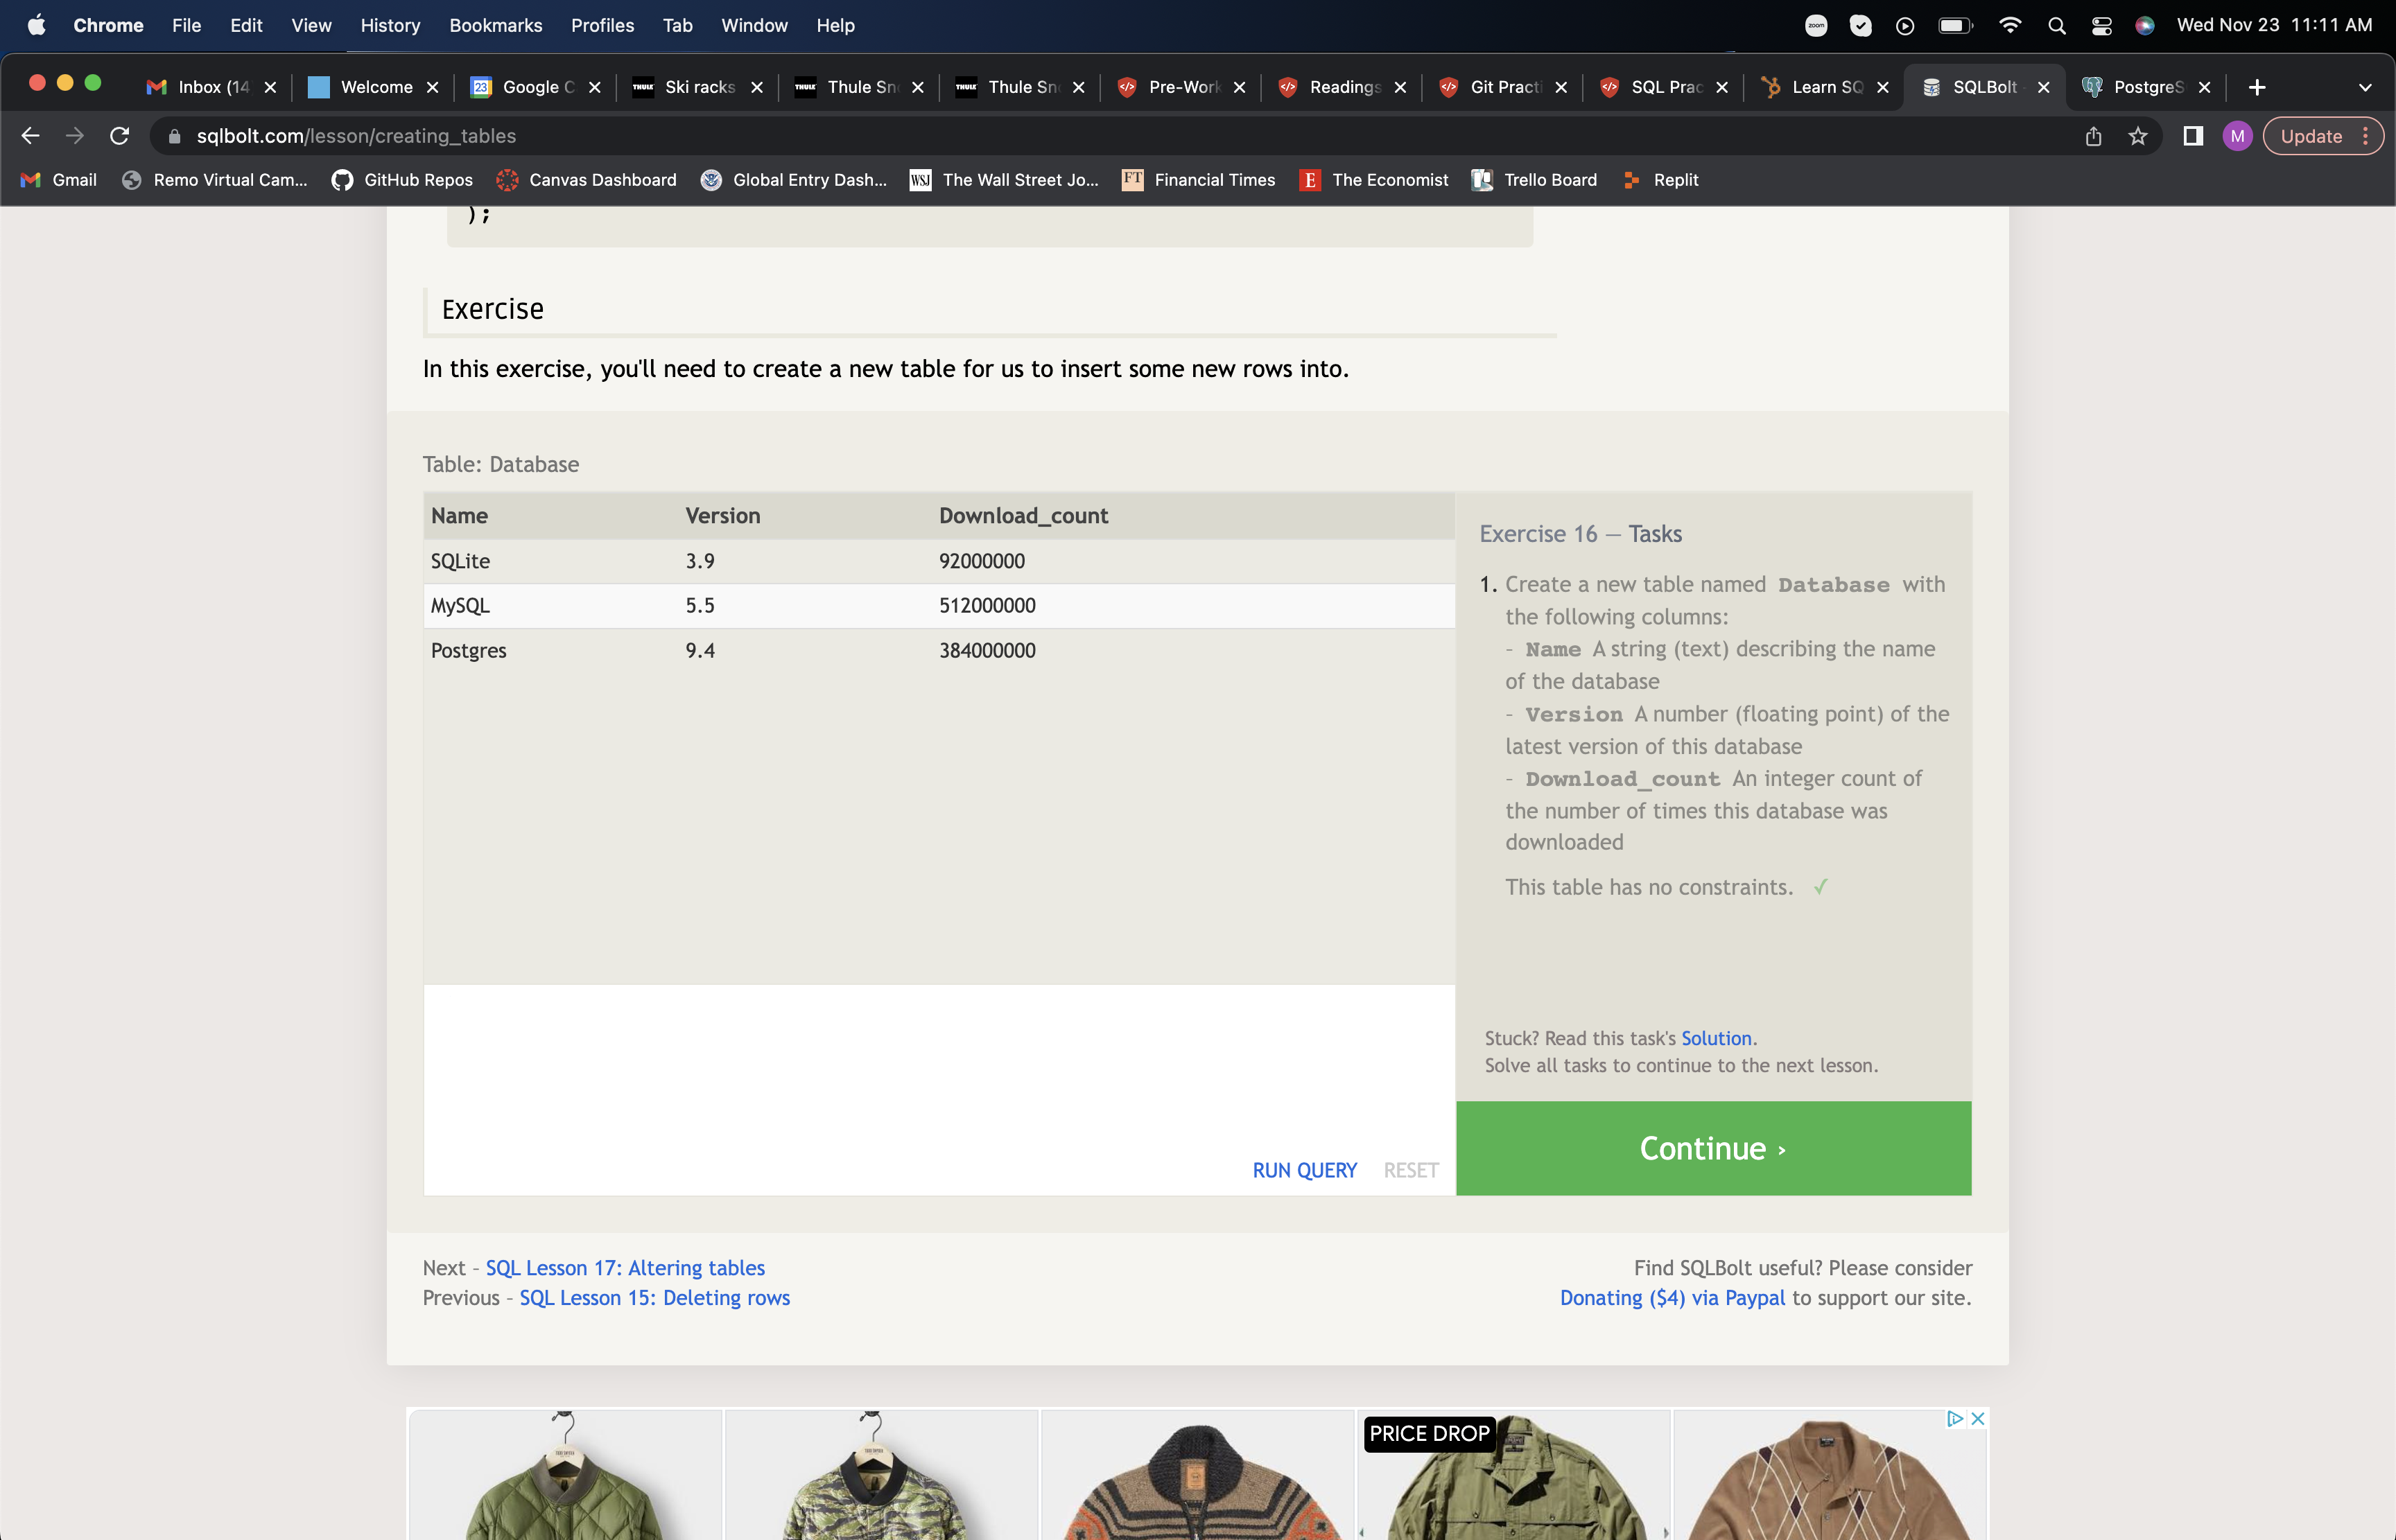 Chrome File Edit View History Bookmarks Profiles Tab Window Help zoom Wed Nov 23 11:11 AM
Inbox (14 Welcome 23 Google C THULE Ski racks THULE Thule Sn THULE Thule Sn Pre-Work Readings Git Practi SQL Prac Learn SQ SQLBolt - PostgreS
sqlbolt.com/lesson/creating_tables M Update
Gmail Remo Virtual Cam... GitHub Repos Canvas Dashboard Global Entry Dash... WSJ The Wall Street Jo... FT Financial Times E The Economist Trello Board Replit
);
Exercise
In this exercise, you'll need to create a new table for us to insert some new rows into.
Table: Database
Name Version Download_count
SQLite 3.9 92000000
MySQL 5.5 512000000
Postgres 9.4 384000000
Exercise 16 — Tasks
1. Create a new table named Database with
the following columns:
- Name A string (text) describing the name
of the database
- Version A number (floating point) of the
latest version of this database
- Download_count An integer count of
the number of times this database was
downloaded
This table has no constraints. ✓
Stuck? Read this task's Solution.
Solve all tasks to continue to the next lesson.
RUN QUERY RESET
Continue ›
Next – SQL Lesson 17: Altering tables
Previous – SQL Lesson 15: Deleting rows
Find SQLBolt useful? Please consider
Donating ($4) via Paypal to support our site.
PRICE DROP